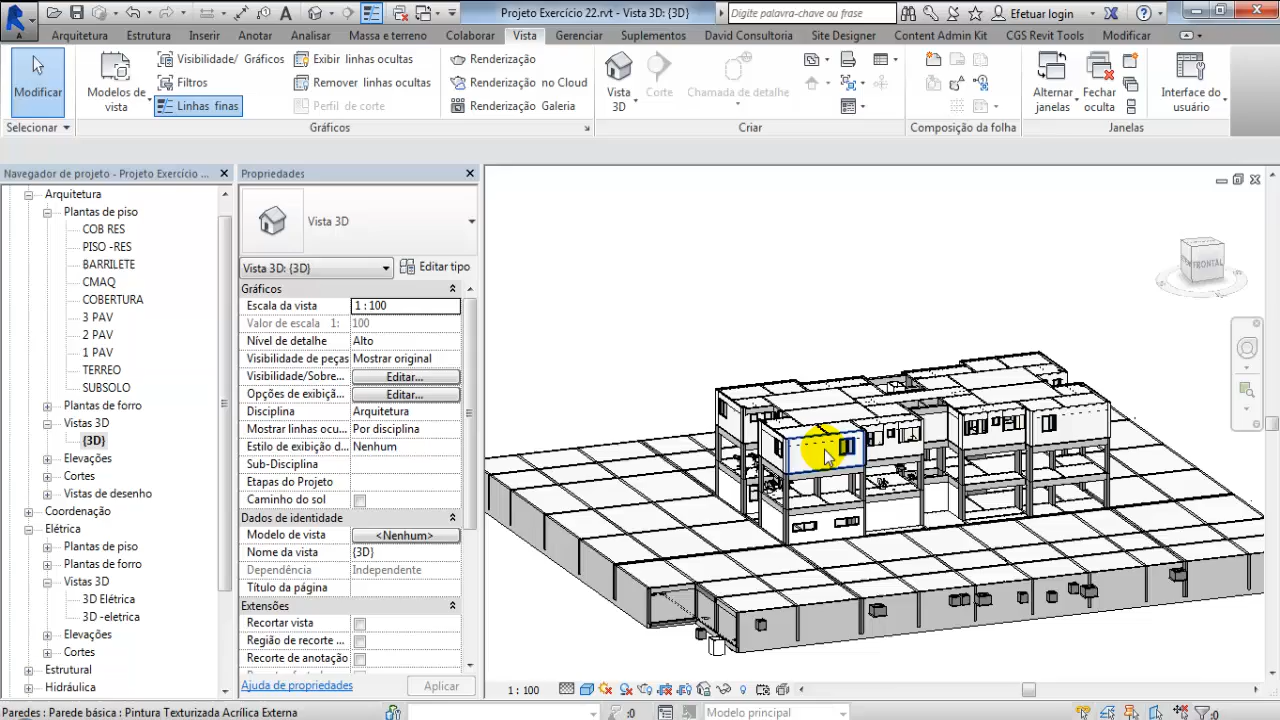 Projeto Exercício 22.rvt - Vista 3D: {3D}
Digite palavra-chave ou frase
Efetuar login
Arquitetura Estrutura Inserir Anotar Analisar Massa e terreno Colaborar Vista Gerenciar Suplementos David Consultoria Site Designer Content Admin Kit CGS Revit Tools Modificar
Modificar
Selecionar
Modelos de vista
Visibilidade/ Gráficos
Filtros
Linhas finas
Exibir linhas ocultas
Remover linhas ocultas
Perfil de corte
Renderização
Renderização no Cloud
Renderização Galeria
Gráficos
Vista 3D
Corte
Chamada de detalhe
Criar
Composição da folha
Alternar janelas
Fechar oculta
Janelas
Interface do usuário
Navegador de projeto - Projeto Exercício ...
Arquitetura
Plantas de piso
COB RES
PISO -RES
BARRILETE
CMAQ
COBERTURA
3 PAV
2 PAV
1 PAV
TERREO
SUBSOLO
Plantas de forro
Vistas 3D
{3D}
Elevações
Cortes
Vistas de desenho
Coordenação
Elétrica
Plantas de piso
Plantas de forro
Vistas 3D
3D Elétrica
3D -eletrica
Elevações
Cortes
Estrutural
Hidráulica
Propriedades
Vista 3D
Vista 3D: {3D}
Editar tipo
Gráficos
Escala da vista 1 : 100
Valor de escala 1: 100
Nível de detalhe Alto
Visibilidade de peças Mostrar original
Visibilidade/Sobre... Editar...
Opções de exibiçã... Editar...
Disciplina Arquitetura
Mostrar linhas ocu... Por disciplina
Estilo de exibição d... Nenhum
Sub-Disciplina
Etapas do Projeto
Caminho do sol
Dados de identidade
Modelo de vista <Nenhum>
Nome da vista {3D}
Dependência Independente
Título da página
Extensões
Recortar vista
Região de recorte ...
Recorte de anotação
Ajuda de propriedades
Aplicar
FRONTAL
1 : 100
Paredes : Parede básica : Pintura Texturizada Acrílica Externa
:0
Modelo principal
:0